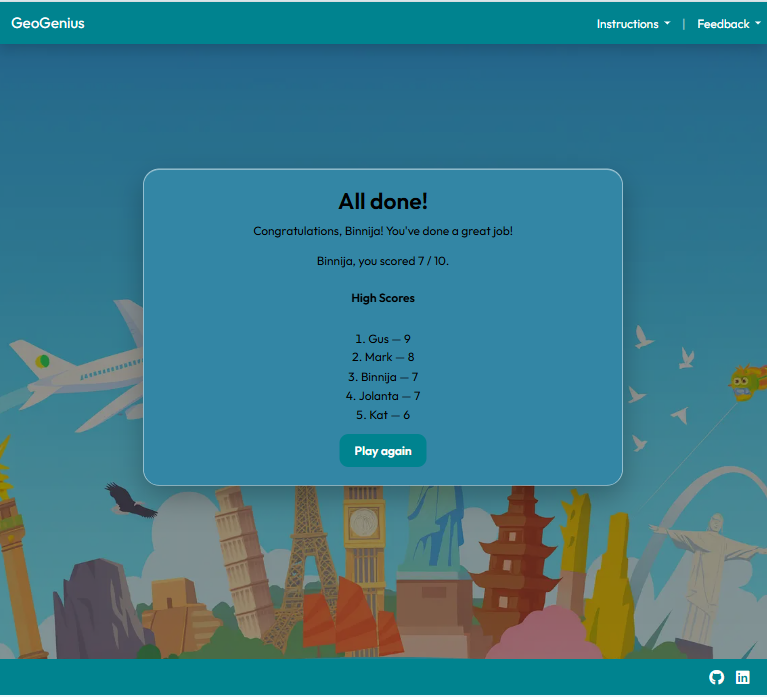 GeoGenius
Instructions | Feedback
All done!
Congratulations, Binnija! You've done a great job!
Binnija, you scored 7 / 10.
High Scores
1. Gus — 9
2. Mark — 8
3. Binnija — 7
4. Jolanta — 7
5. Kat — 6
Play again